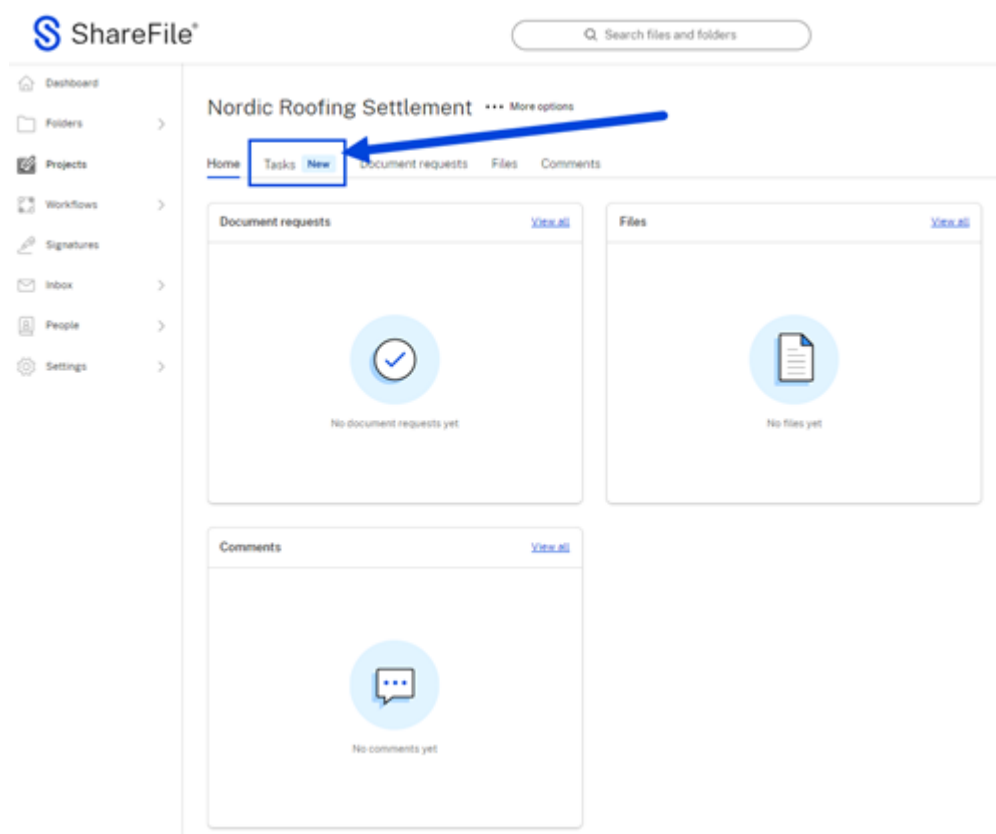 ShareFile®
Search files and folders
Dashboard
Folders
Projects
Workflows
Signatures
Inbox
People
Settings
Nordic Roofing Settlement ••• More options
Home Tasks New Document requests Files Comments
Document requests View all
No document requests yet
Files View all
No files yet
Comments View all
No comments yet